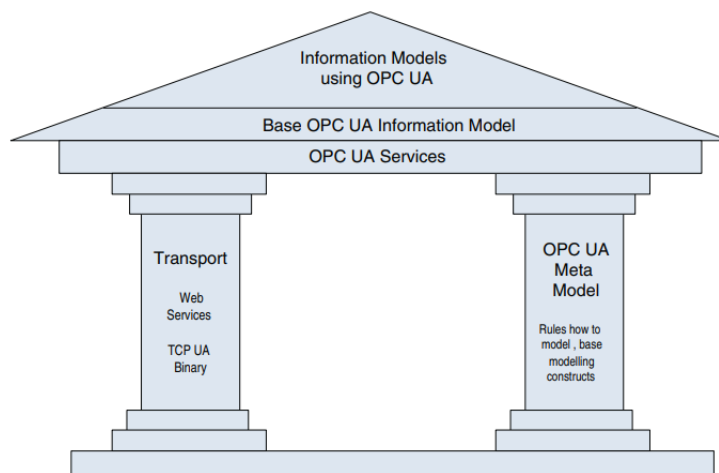 Information Models
using OPC UA
Base OPC UA Information Model
OPC UA Services
Transport
Web
Services
TCP UA
Binary
OPC UA
Meta
Model
Rules how to
model , base
modelling
constructs